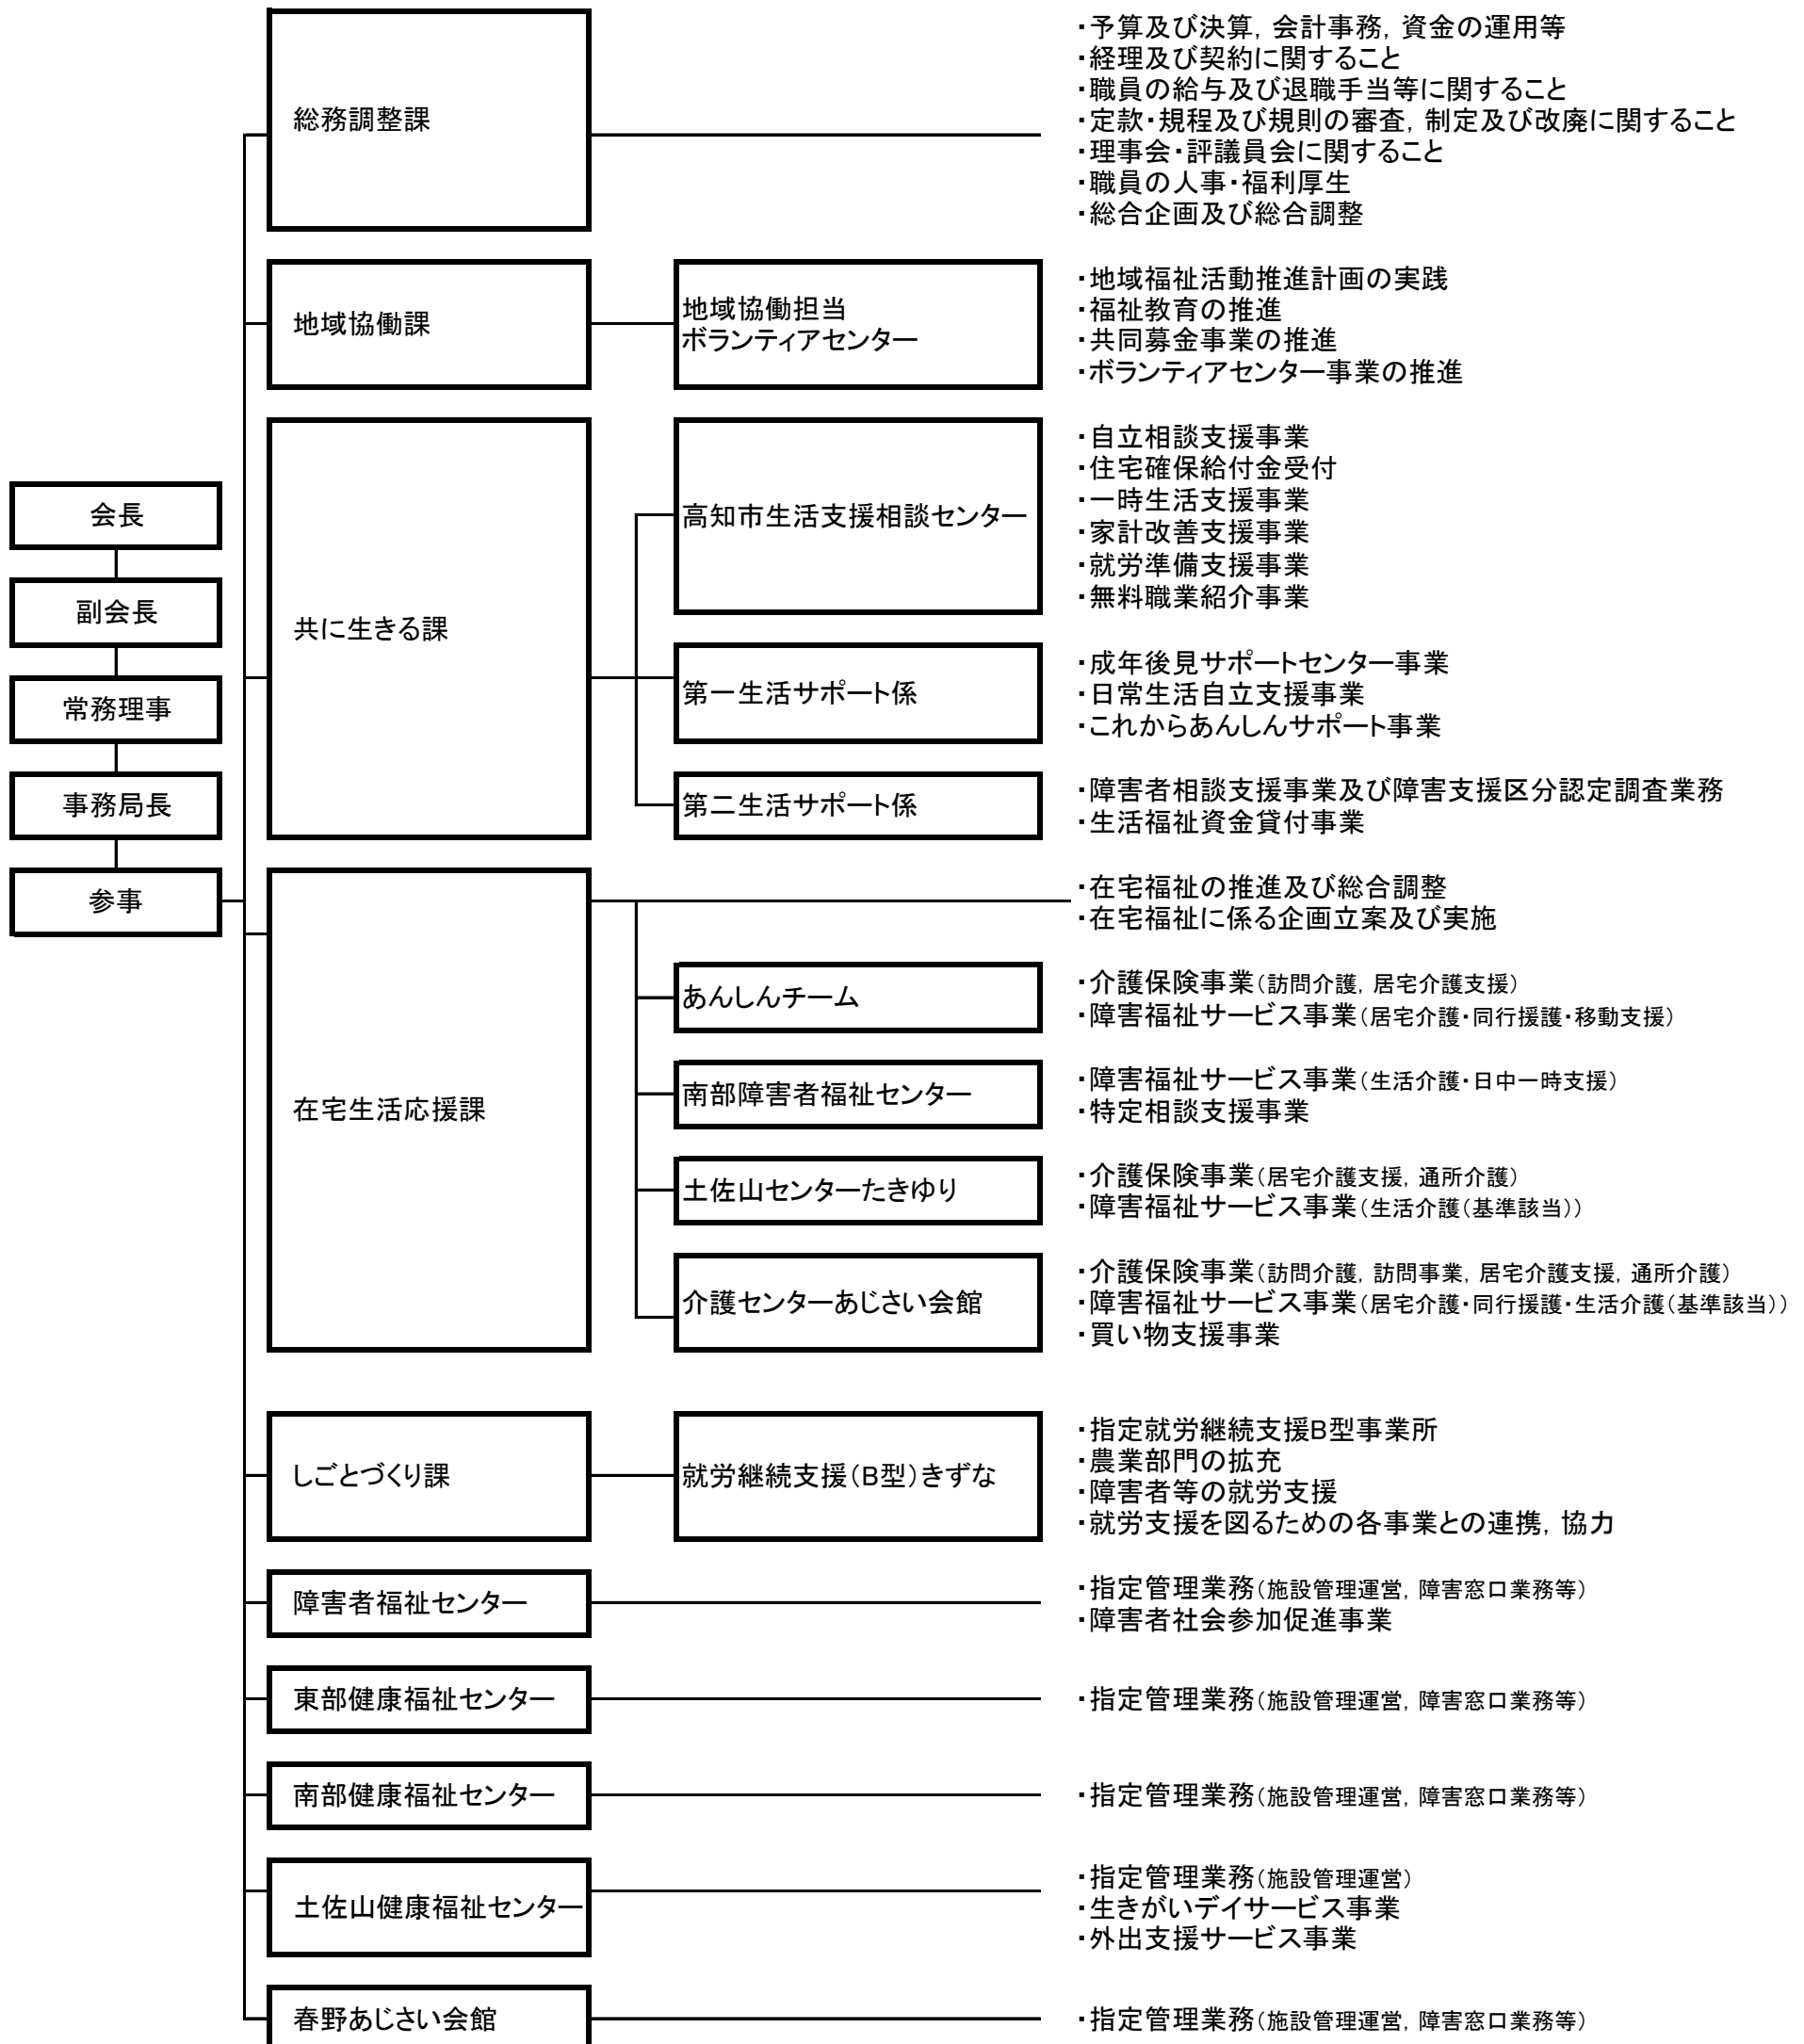 会長
副会長
常務理事
事務局長
参事
総務調整課
・予算及び決算，会計事務，資金の運用等
・経理及び契約に関すること
・職員の給与及び退職手当等に関すること
・定款・規程及び規則の審査，制定及び改廃に関すること
・理事会・評議員会に関すること
・職員の人事・福利厚生
・総合企画及び総合調整
地域協働課
地域協働担当
ボランティアセンター
・地域福祉活動推進計画の実践
・福祉教育の推進
・共同募金事業の推進
・ボランティアセンター事業の推進
共に生きる課
高知市生活支援相談センター
・自立相談支援事業
・住宅確保給付金受付
・一時生活支援事業
・家計改善支援事業
・就労準備支援事業
・無料職業紹介事業
第一生活サポート係
・成年後見サポートセンター事業
・日常生活自立支援事業
・これからあんしんサポート事業
第二生活サポート係
・障害者相談支援事業及び障害支援区分認定調査業務
・生活福祉資金貸付事業
在宅生活応援課
・在宅福祉の推進及び総合調整
・在宅福祉に係る企画立案及び実施
あんしんチーム
・介護保険事業（訪問介護，居宅介護支援）
・障害福祉サービス事業（居宅介護・同行援護・移動支援）
南部障害者福祉センター
・障害福祉サービス事業（生活介護・日中一時支援）
・特定相談支援事業
土佐山センターたきゆり
・介護保険事業（居宅介護支援，通所介護）
・障害福祉サービス事業（生活介護（基準該当））
介護センターあじさい会館
・介護保険事業（訪問介護，訪問事業，居宅介護支援，通所介護）
・障害福祉サービス事業（居宅介護・同行援護・生活介護（基準該当））
・買い物支援事業
しごとづくり課
就労継続支援（B型）きずな
・指定就労継続支援B型事業所
・農業部門の拡充
・障害者等の就労支援
・就労支援を図るための各事業との連携，協力
障害者福祉センター
・指定管理業務（施設管理運営，障害窓口業務等）
・障害者社会参加促進事業
東部健康福祉センター
・指定管理業務（施設管理運営，障害窓口業務等）
南部健康福祉センター
・指定管理業務（施設管理運営，障害窓口業務等）
土佐山健康福祉センター
・指定管理業務（施設管理運営）
・生きがいデイサービス事業
・外出支援サービス事業
春野あじさい会館
・指定管理業務（施設管理運営，障害窓口業務等）